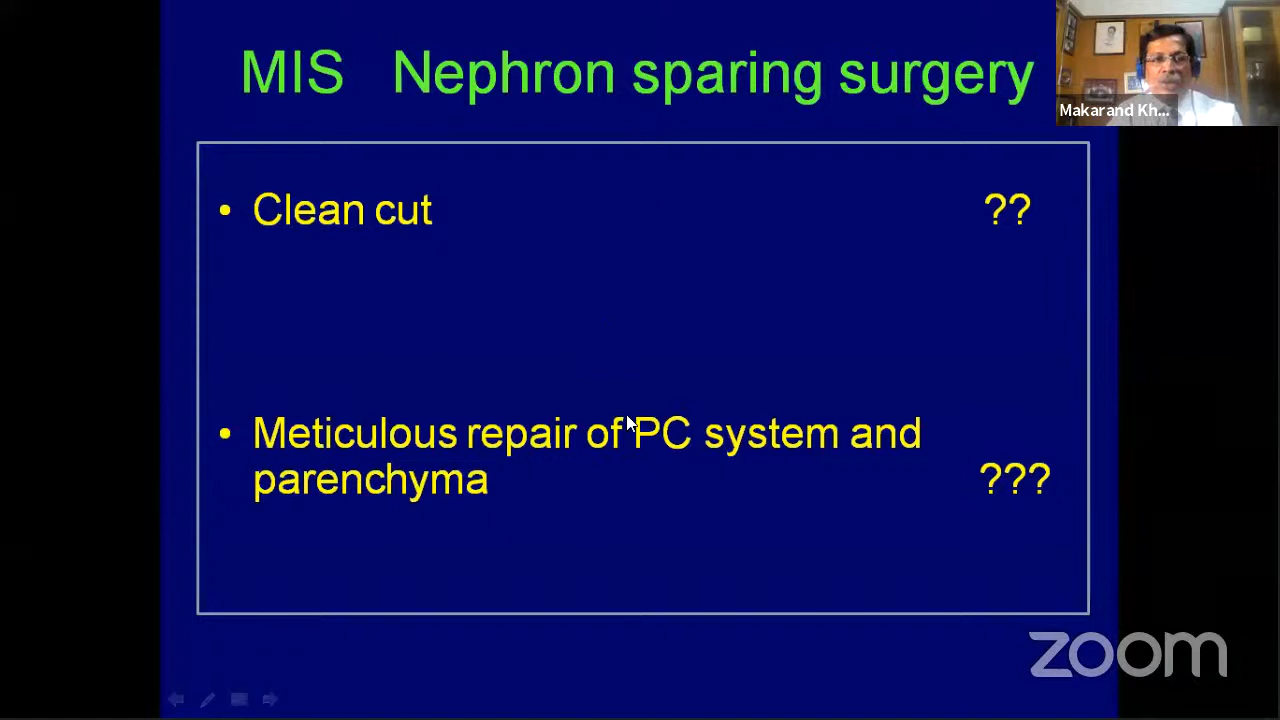 MIS Nephron sparing surgery
Makarand Kh...
• Clean cut ??
• Meticulous repair of PC system and
parenchyma ???
zoom